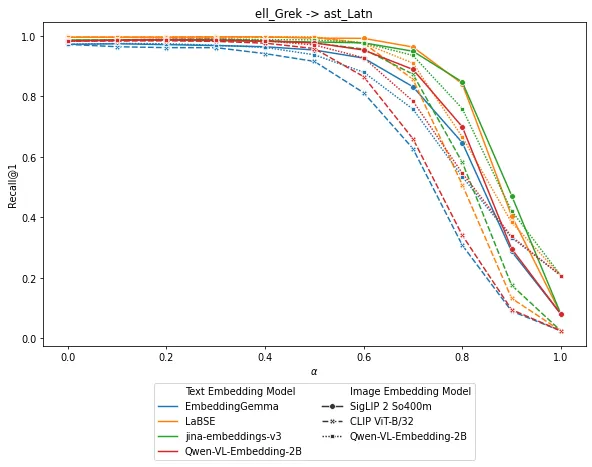 ell_Grek -> ast_Latn
1.0
0.8
0.6
0.4
0.2
0.0
Recall@1
0.0 0.2 0.4 0.6 0.8 1.0
α
Text Embedding Model
EmbeddingGemma
LaBSE
jina-embeddings-v3
Qwen-VL-Embedding-2B
Image Embedding Model
SigLIP 2 So400m
CLIP ViT-B/32
Qwen-VL-Embedding-2B